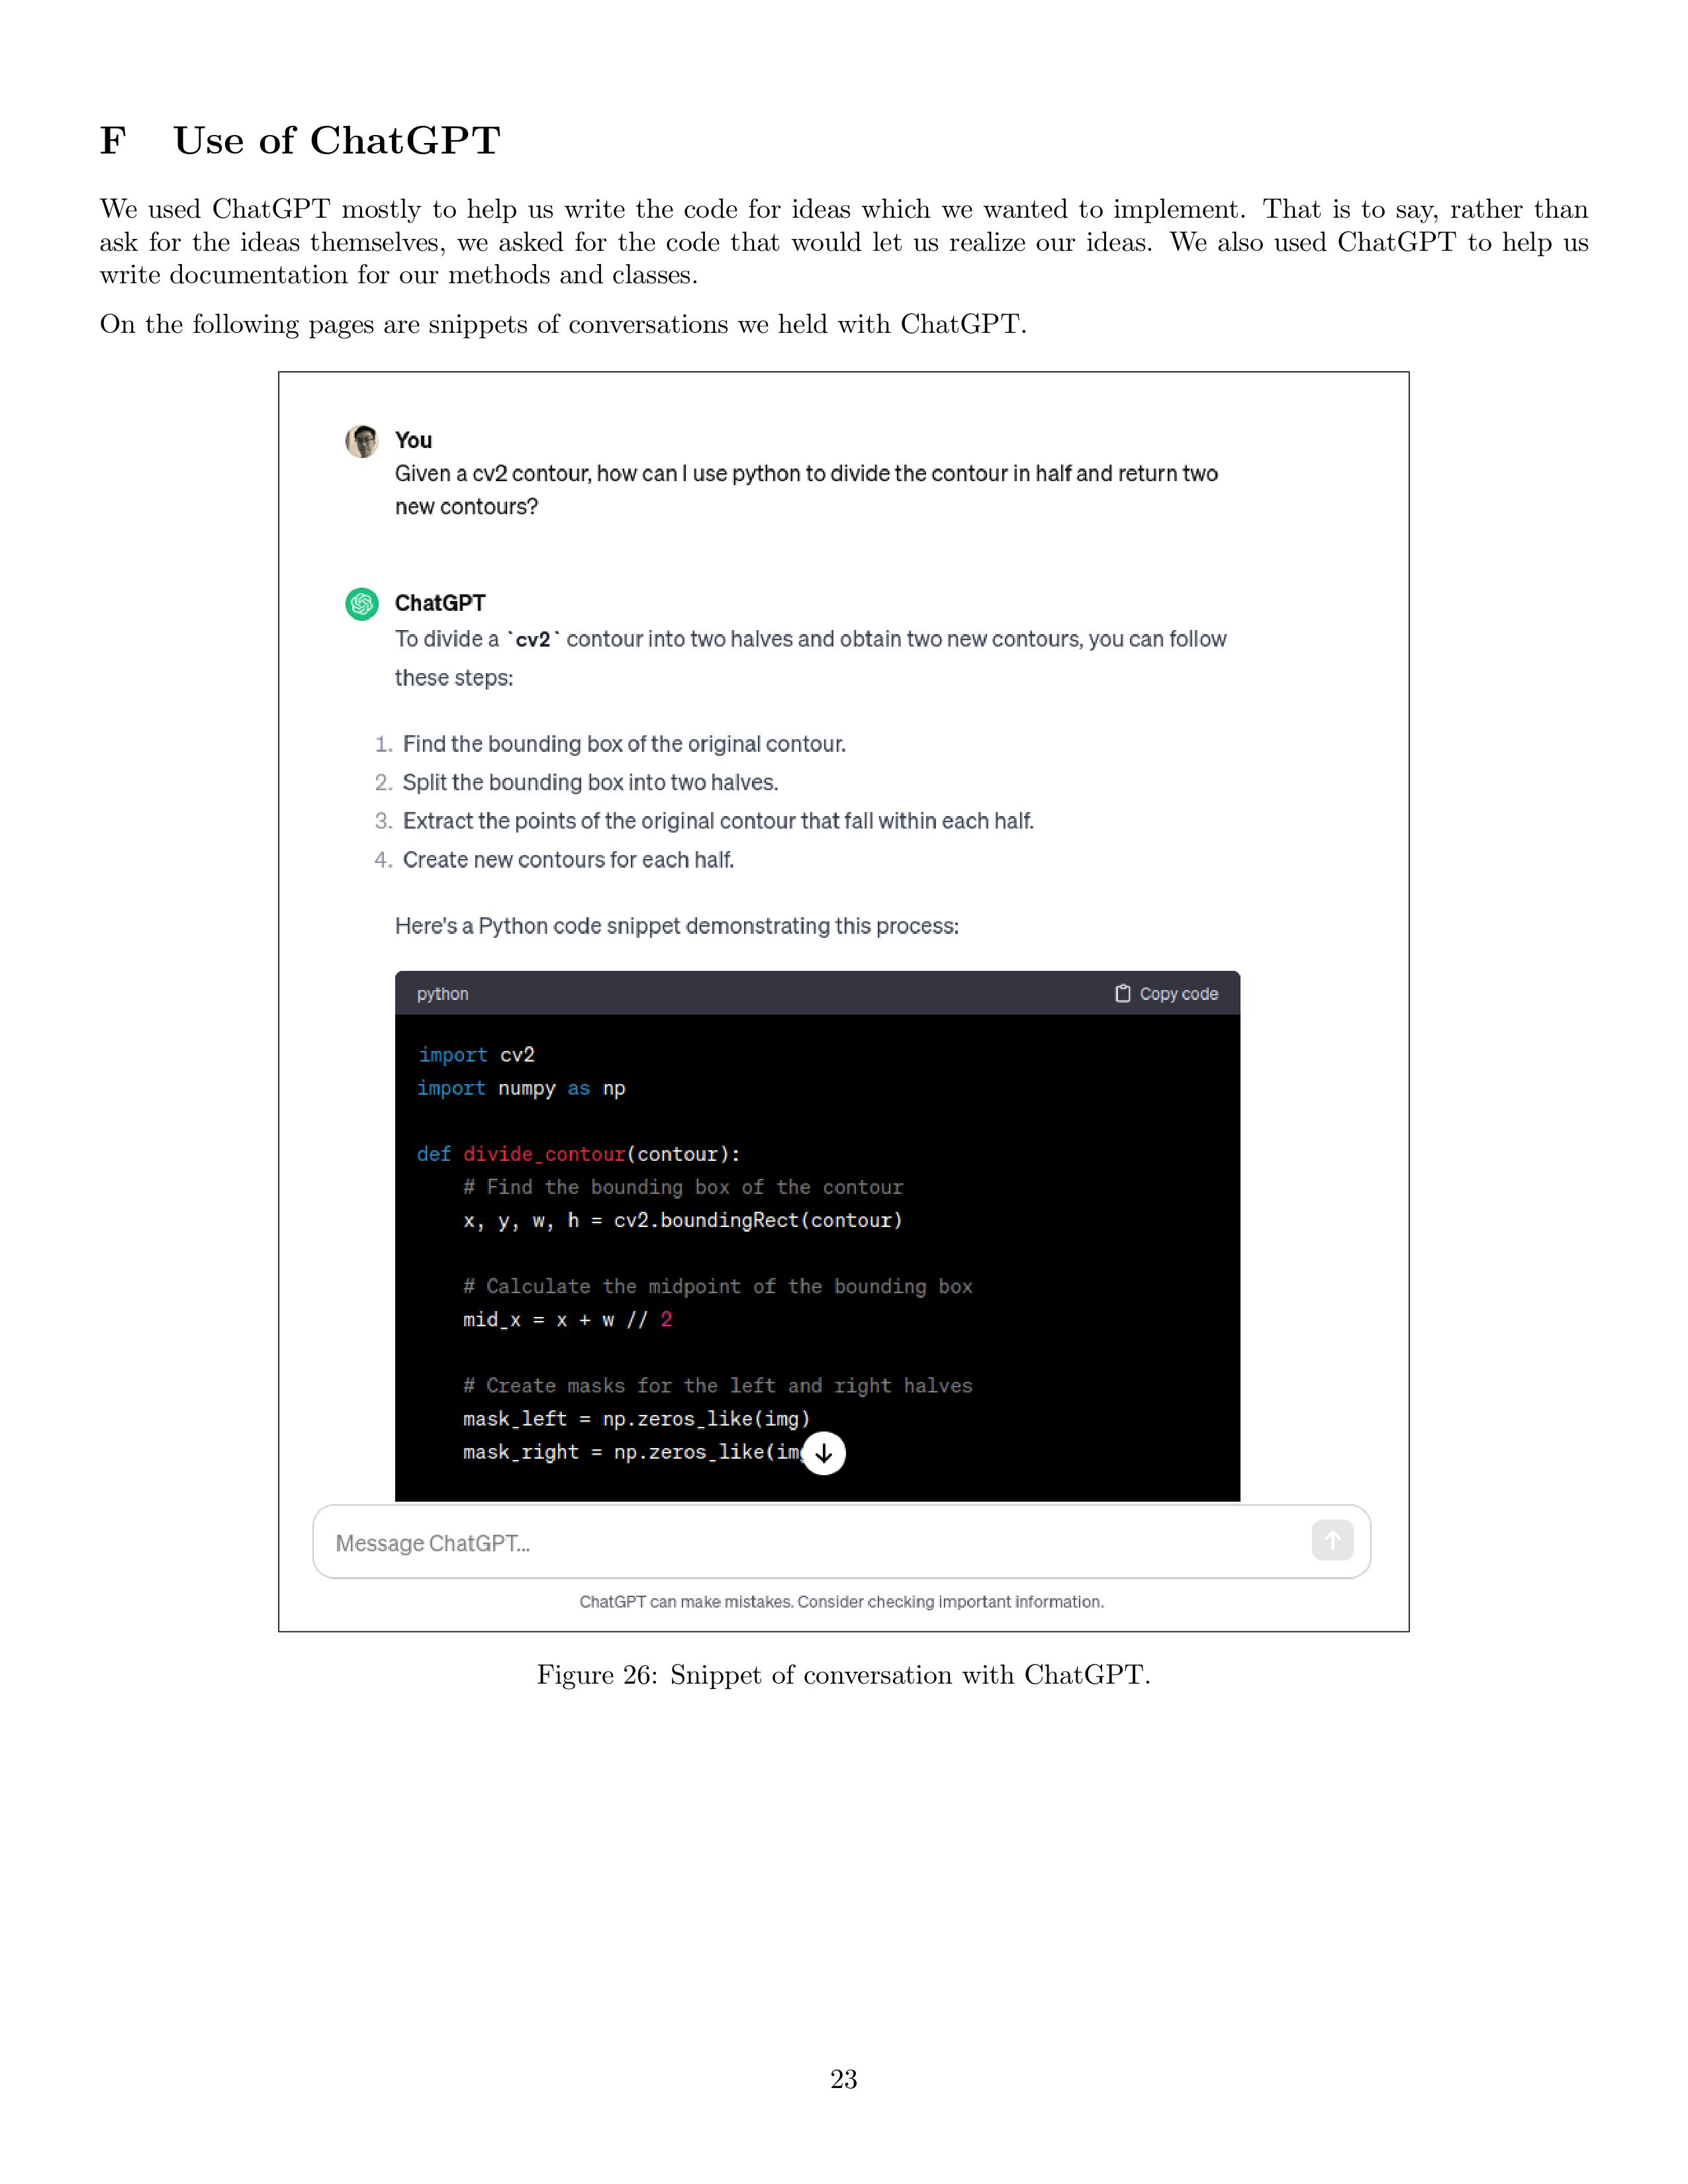 F Use of ChatGPT
We used ChatGPT mostly to help us write the code for ideas which we wanted to implement. That is to say, rather than
ask for the ideas themselves, we asked for the code that would let us realize our ideas. We also used ChatGPT to help us
write documentation for our methods and classes.
On the following pages are snippets of conversations we held with ChatGPT.
You
Given a cv2 contour, how can I use python to divide the contour in half and return two
new contours?
ChatGPT
To divide a `cv2` contour into two halves and obtain two new contours, you can follow
these steps:
1. Find the bounding box of the original contour.
2. Split the bounding box into two halves.
3. Extract the points of the original contour that fall within each half.
4. Create new contours for each half.
Here's a Python code snippet demonstrating this process:
python Copy code
import cv2
import numpy as np
def divide_contour(contour):
# Find the bounding box of the contour
x, y, w, h = cv2.boundingRect(contour)
# Calculate the midpoint of the bounding box
mid_x = x + w // 2
# Create masks for the left and right halves
mask_left = np.zeros_like(img)
mask_right = np.zeros_like(im
Message ChatGPT...
ChatGPT can make mistakes. Consider checking important information.
Figure 26: Snippet of conversation with ChatGPT.
23